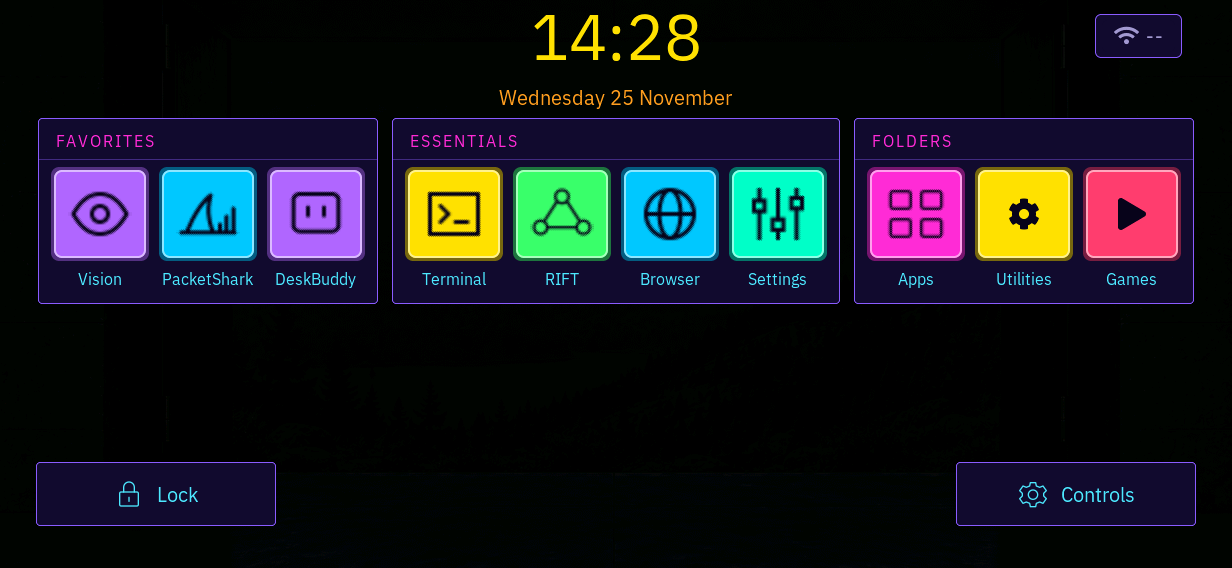 14:28
--
Wednesday 25 November
FAVORITES
Vision PacketShark DeskBuddy
ESSENTIALS
Terminal RIFT Browser Settings
FOLDERS
Apps Utilities Games
Lock
Controls